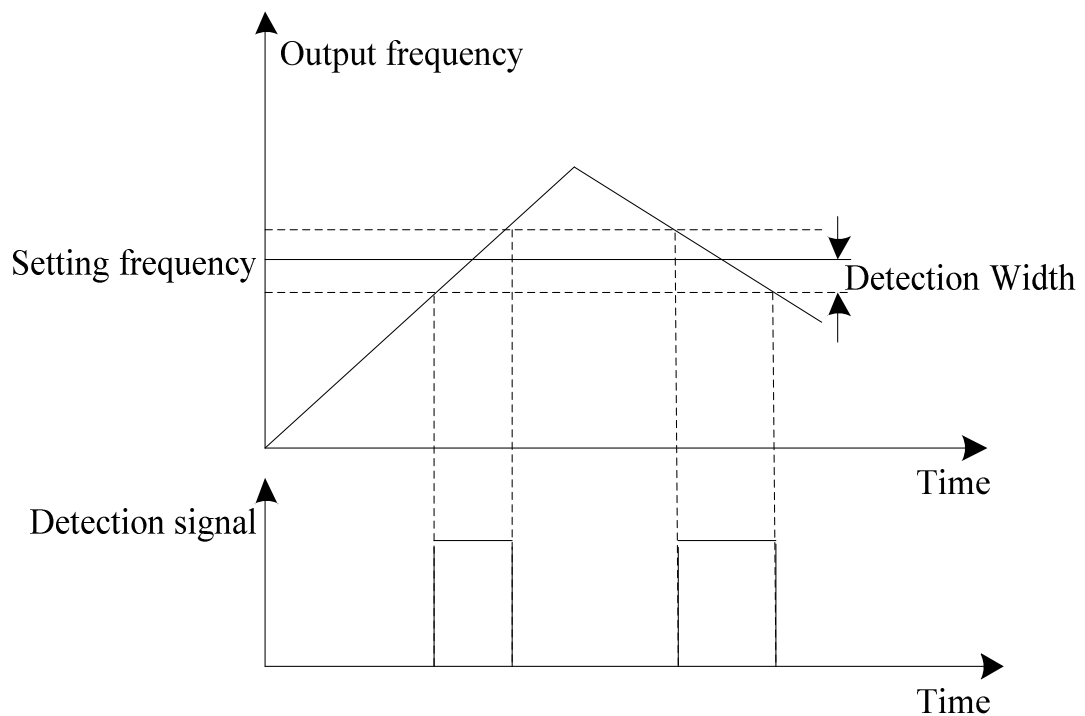 Output frequency
Setting frequency
Detection Width
Time
Detection signal
Time